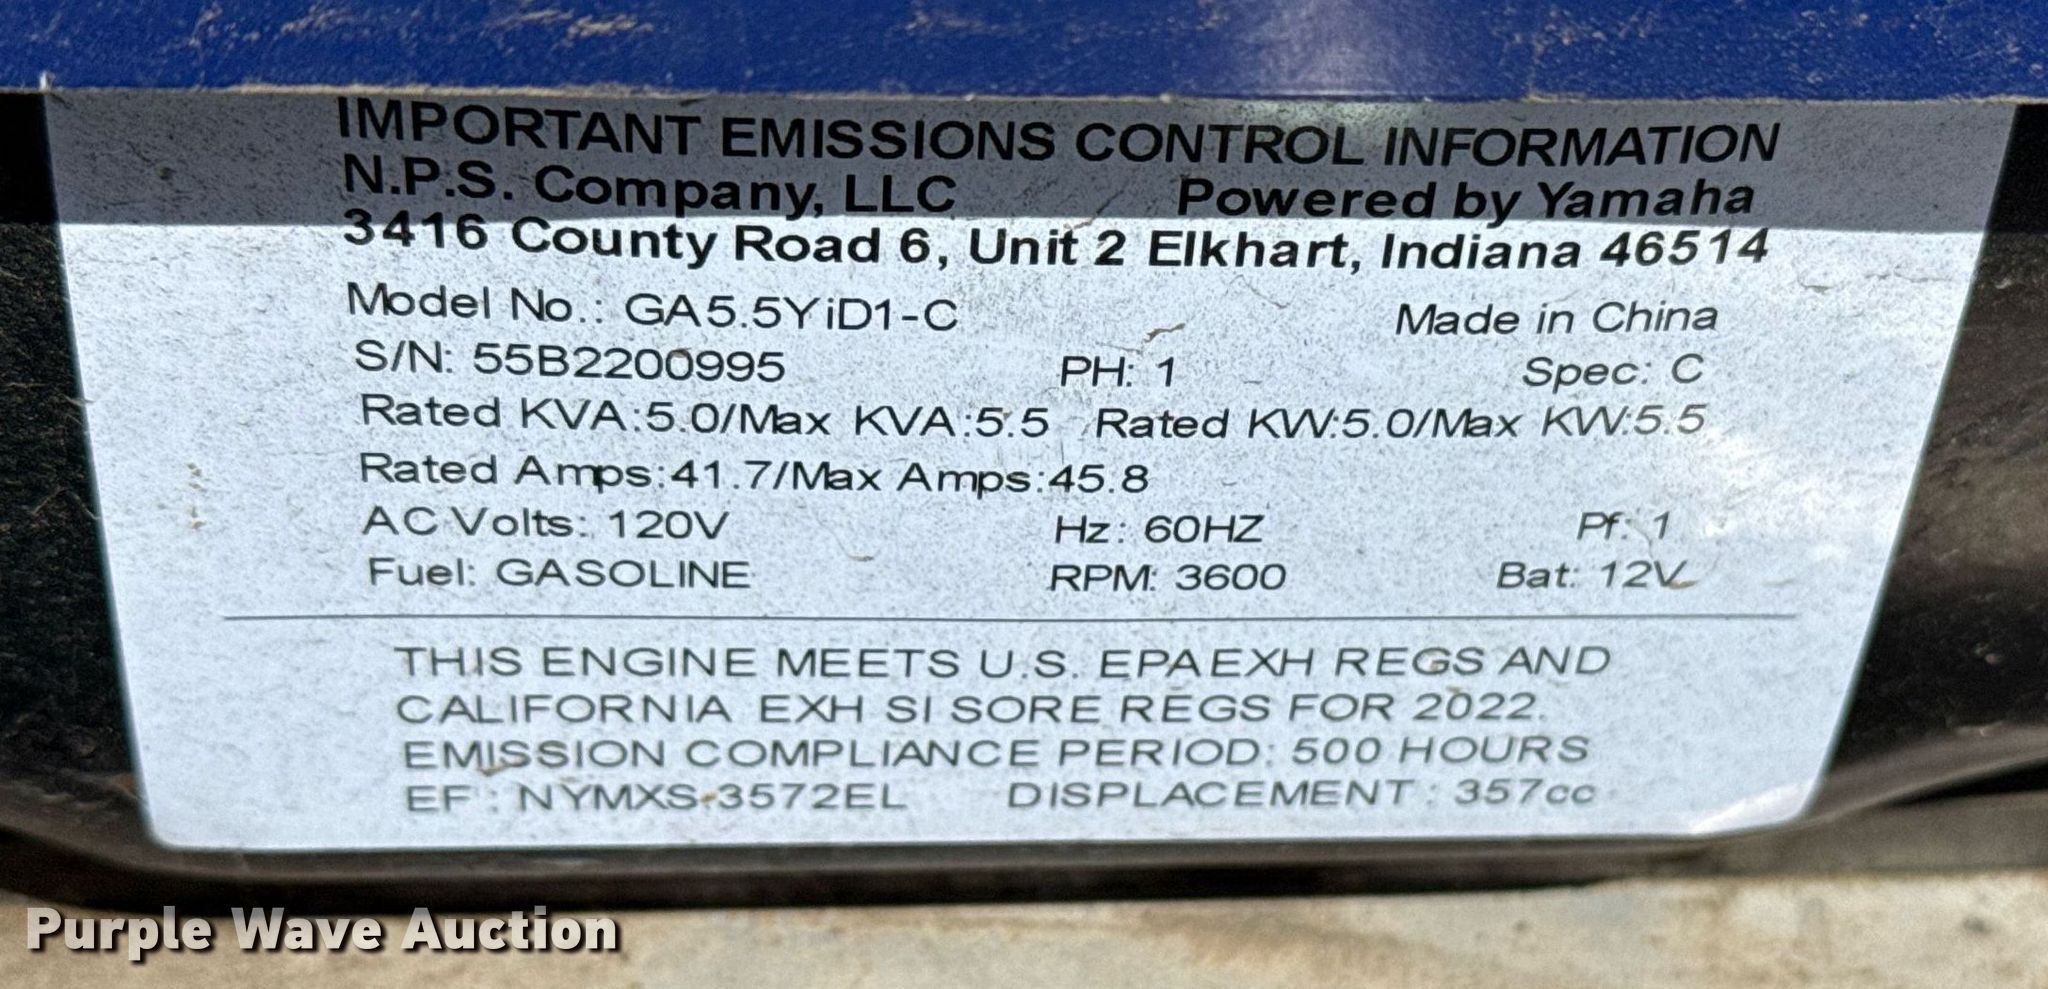 IMPORTANT EMISSIONS CONTROL INFORMATION
N.P.S. Company, LLC Powered by Yamaha
3416 County Road 6, Unit 2 Elkhart, Indiana 46514
Model No.: GA5.5YiD1-C Made in China
S/N: 55B2200995 PH: 1 Spec: C
Rated KVA:5.0/Max KVA:5.5 Rated KW:5.0/Max KW:5.5
Rated Amps:41.7/Max Amps:45.8
AC Volts: 120V Hz: 60HZ Pf: 1
Fuel: GASOLINE RPM: 3600 Bat: 12V
THIS ENGINE MEETS U.S. EPA EXH REGS AND
CALIFORNIA EXH SI SORE REGS FOR 2022.
EMISSION COMPLIANCE PERIOD: 500 HOURS
EF: NYMXS.3572EL DISPLACEMENT: 357cc
Purple Wave Auction